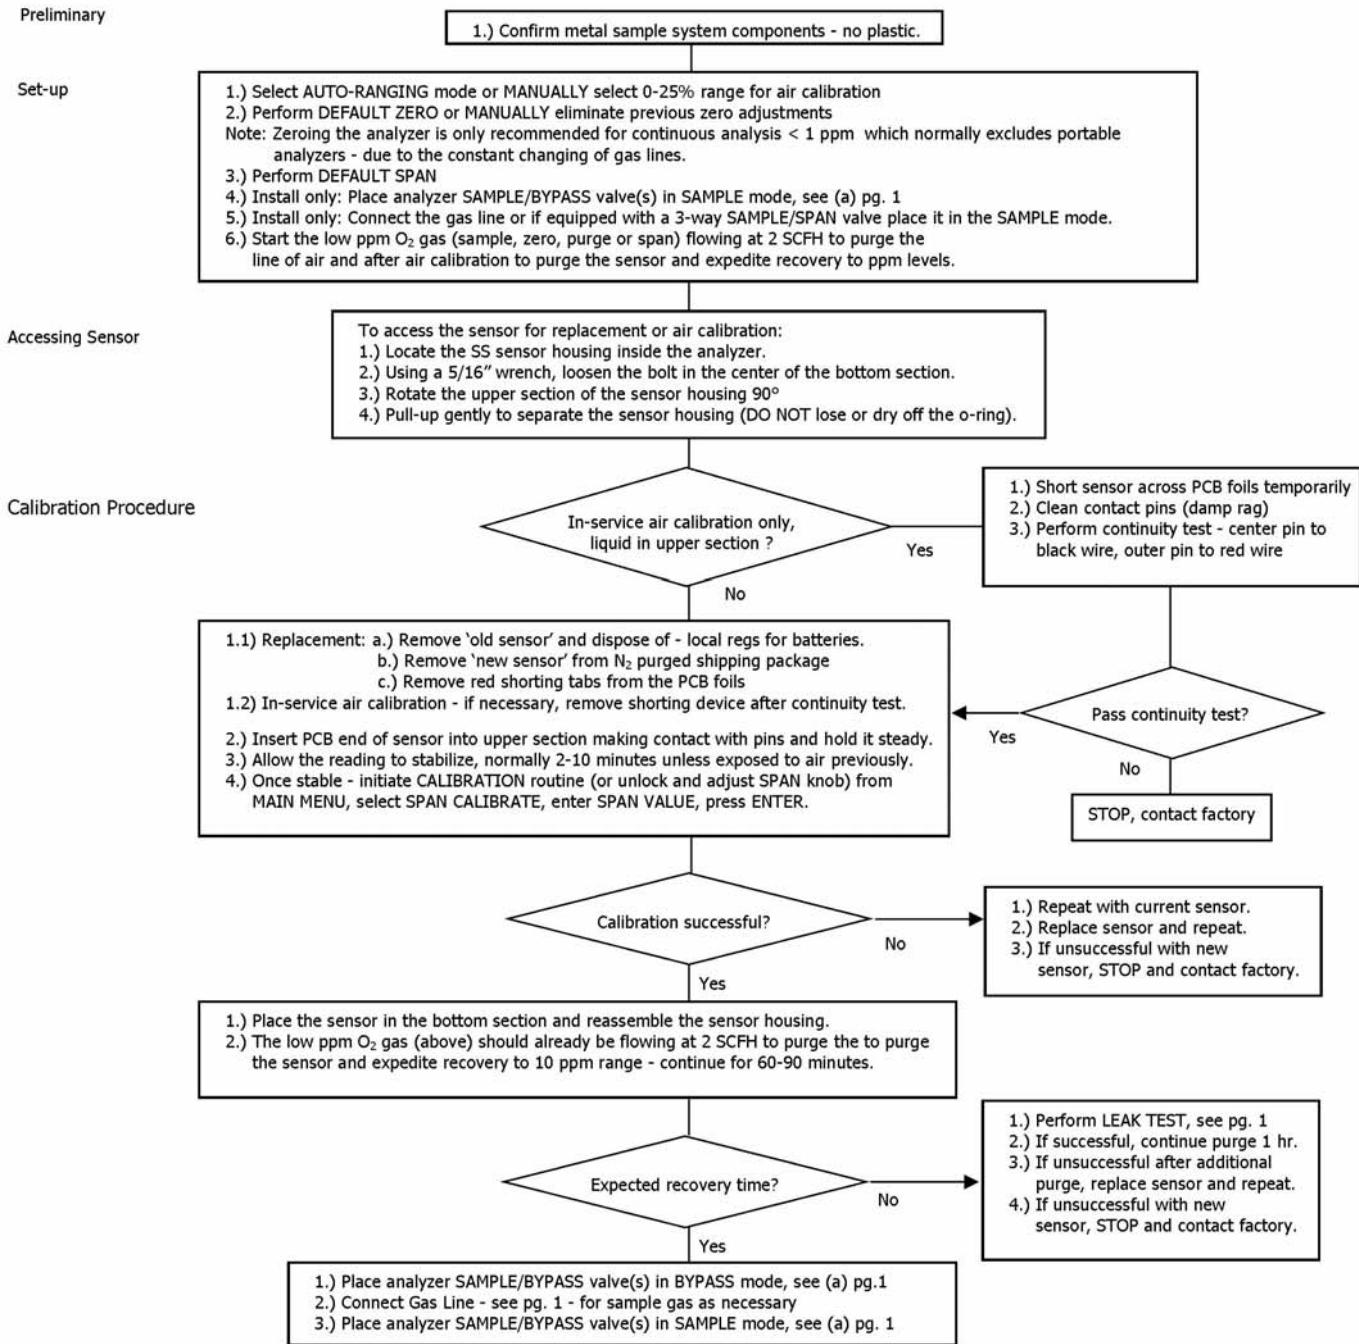 Preliminary
1.) Confirm metal sample system components - no plastic.
Set-up
1.) Select AUTO-RANGING mode or MANUALLY select 0-25% range for air calibration
2.) Perform DEFAULT ZERO or MANUALLY eliminate previous zero adjustments
Note: Zeroing the analyzer is only recommended for continuous analysis < 1 ppm which normally excludes portable
analyzers - due to the constant changing of gas lines.
3.) Perform DEFAULT SPAN
4.) Install only: Place analyzer SAMPLE/BYPASS valve(s) in SAMPLE mode, see (a) pg. 1
5.) Install only: Connect the gas line or if equipped with a 3-way SAMPLE/SPAN valve place it in the SAMPLE mode.
6.) Start the low ppm O₂ gas (sample, zero, purge or span) flowing at 2 SCFH to purge the
line of air and after air calibration to purge the sensor and expedite recovery to ppm levels.
Accessing Sensor
To access the sensor for replacement or air calibration:
1.) Locate the SS sensor housing inside the analyzer.
2.) Using a 5/16” wrench, loosen the bolt in the center of the bottom section.
3.) Rotate the upper section of the sensor housing 90°
4.) Pull-up gently to separate the sensor housing (DO NOT lose or dry off the o-ring).
Calibration Procedure
In-service air calibration only,
liquid in upper section ?
Yes
1.) Short sensor across PCB foils temporarily
2.) Clean contact pins (damp rag)
3.) Perform continuity test - center pin to
black wire, outer pin to red wire
No
1.1) Replacement: a.) Remove ‘old sensor’ and dispose of - local regs for batteries.
b.) Remove ‘new sensor’ from N₂ purged shipping package
c.) Remove red shorting tabs from the PCB foils
1.2) In-service air calibration - if necessary, remove shorting device after continuity test.
2.) Insert PCB end of sensor into upper section making contact with pins and hold it steady.
3.) Allow the reading to stabilize, normally 2-10 minutes unless exposed to air previously.
4.) Once stable - initiate CALIBRATION routine (or unlock and adjust SPAN knob) from
MAIN MENU, select SPAN CALIBRATE, enter SPAN VALUE, press ENTER.
Pass continuity test?
Yes
No
STOP, contact factory
Calibration successful?
No
1.) Repeat with current sensor.
2.) Replace sensor and repeat.
3.) If unsuccessful with new
sensor, STOP and contact factory.
Yes
1.) Place the sensor in the bottom section and reassemble the sensor housing.
2.) The low ppm O₂ gas (above) should already be flowing at 2 SCFH to purge the to purge
the sensor and expedite recovery to 10 ppm range - continue for 60-90 minutes.
Expected recovery time?
No
1.) Perform LEAK TEST, see pg. 1
2.) If successful, continue purge 1 hr.
3.) If unsuccessful after additional
purge, replace sensor and repeat.
4.) If unsuccessful with new
sensor, STOP and contact factory.
Yes
1.) Place analyzer SAMPLE/BYPASS valve(s) in BYPASS mode, see (a) pg.1
2.) Connect Gas Line - see pg. 1 - for sample gas as necessary
3.) Place analyzer SAMPLE/BYPASS valve(s) in SAMPLE mode, see (a) pg. 1